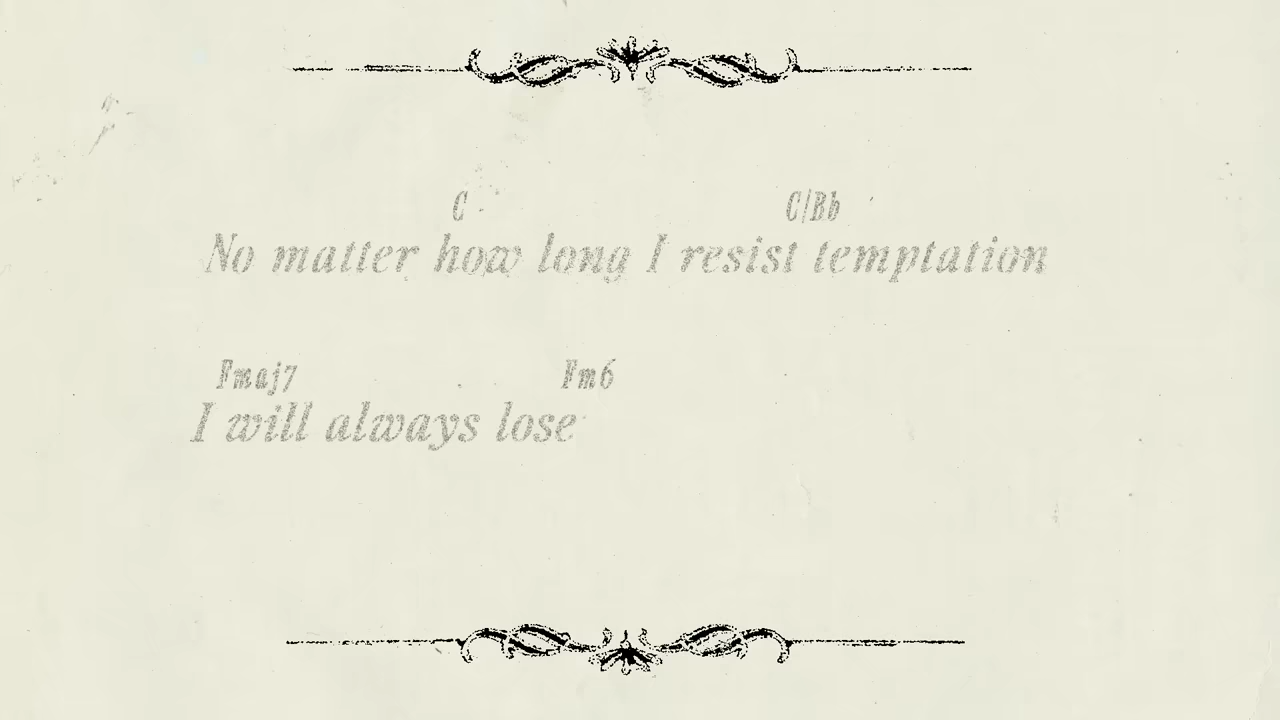 C C/Bb
No matter how long I resist temptation
Fmaj7 Fm6
I will always lose